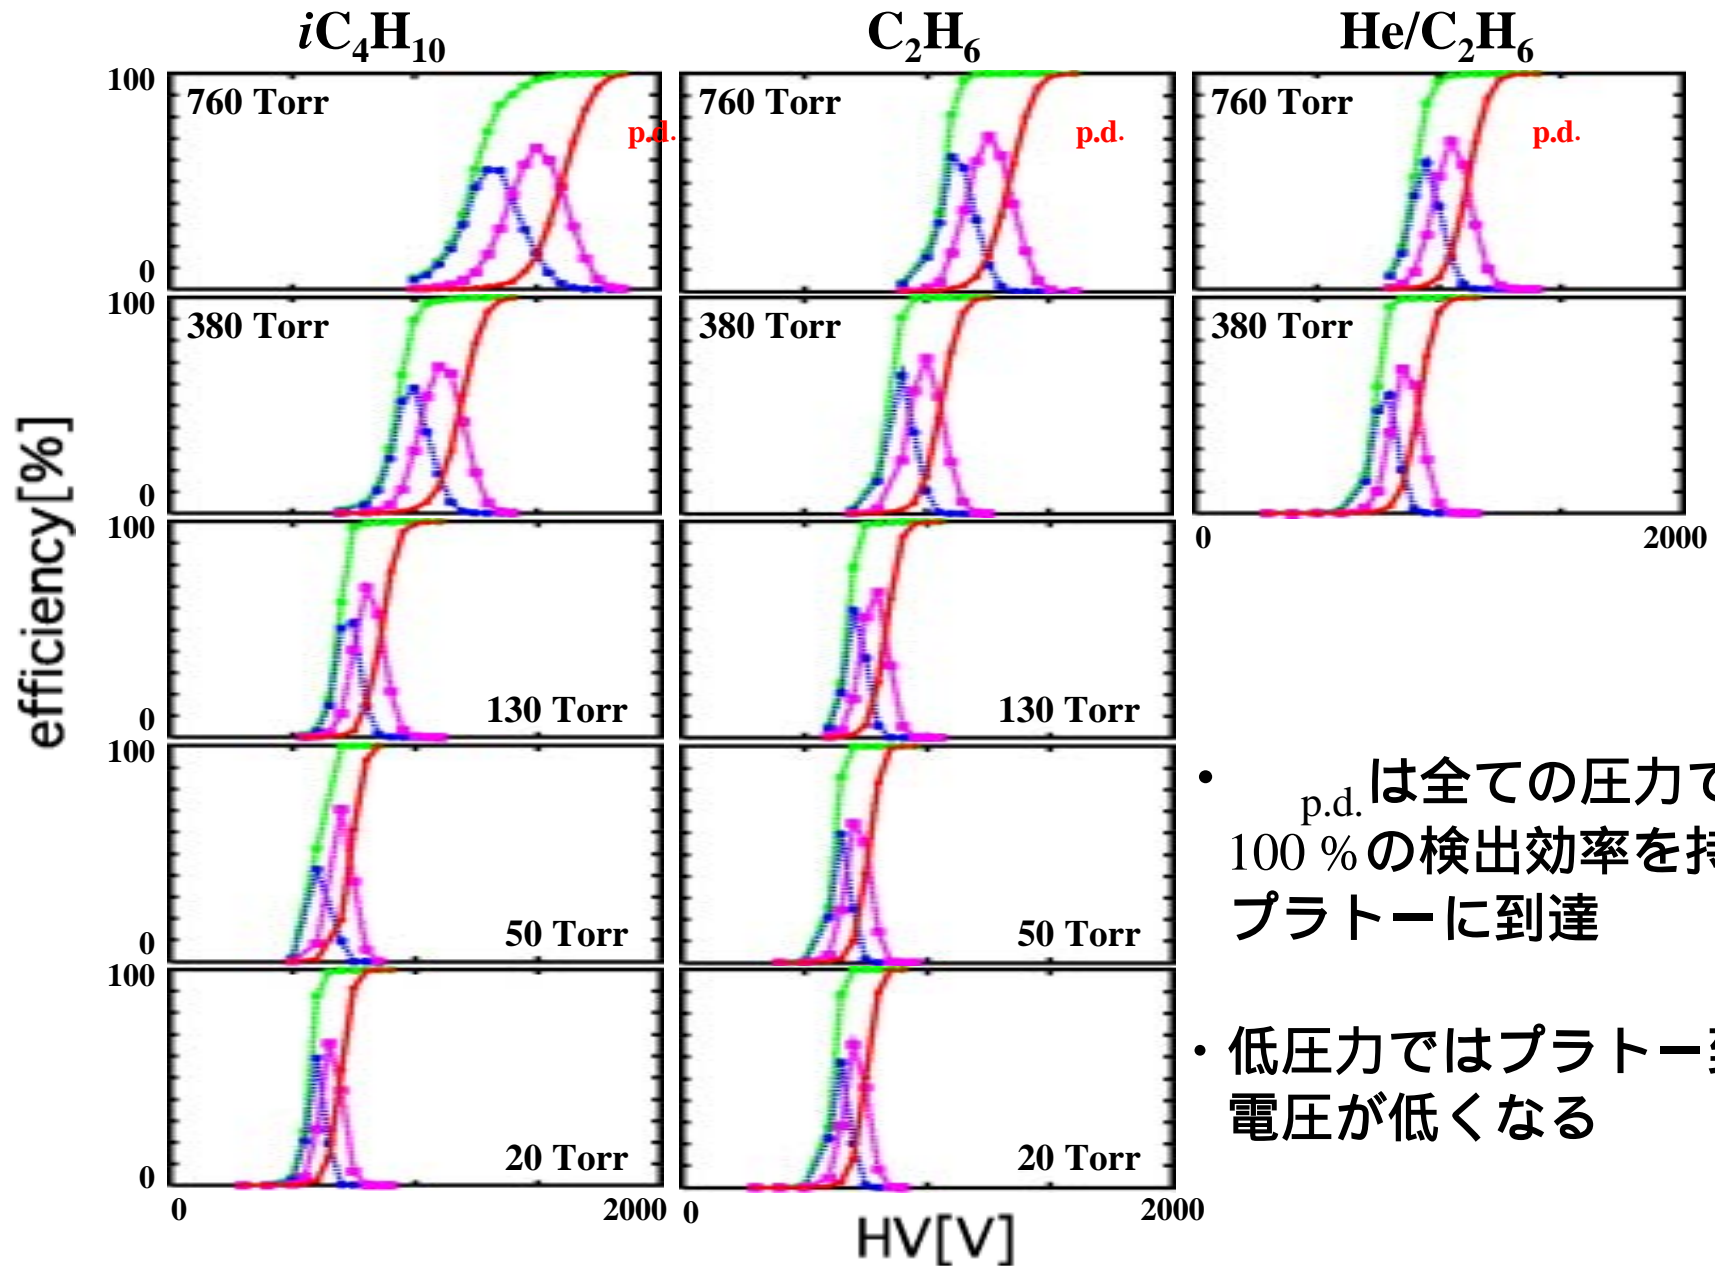 iC4H10
C2H6
He/C2H6
100
760 Torr
p.d.
0
760 Torr
p.d.
760 Torr
p.d.
100
380 Torr
0
380 Torr
380 Torr
0
2000
100
130 Torr
0
130 Torr
100
50 Torr
0
50 Torr
100
20 Torr
0
20 Torr
0
2000
0
2000
efficiency[%]
HV[V]
・ p.d.は全ての圧力で
100 %の検出効率を持
プラトーに到達
・低圧力ではプラトー到
電圧が低くなる